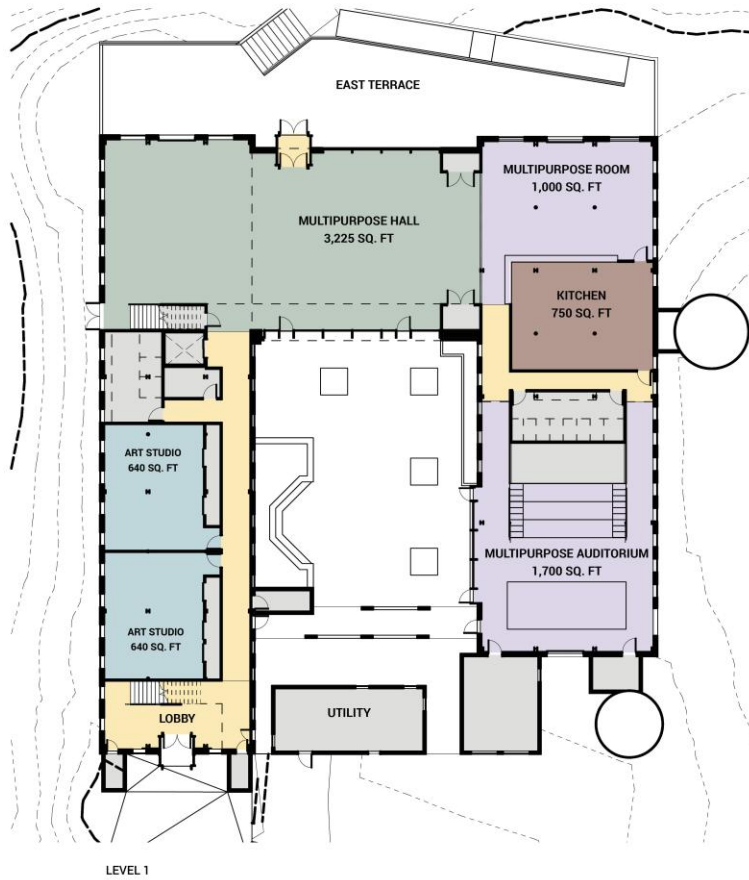 EAST TERRACE
MULTIPURPOSE ROOM
1,000 SQ. FT
MULTIPURPOSE HALL
3,225 SQ. FT
KITCHEN
750 SQ. FT
ART STUDIO
640 SQ. FT
MULTIPURPOSE AUDITORIUM
1,700 SQ. FT
ART STUDIO
640 SQ. FT
LOBBY
UTILITY
LEVEL 1